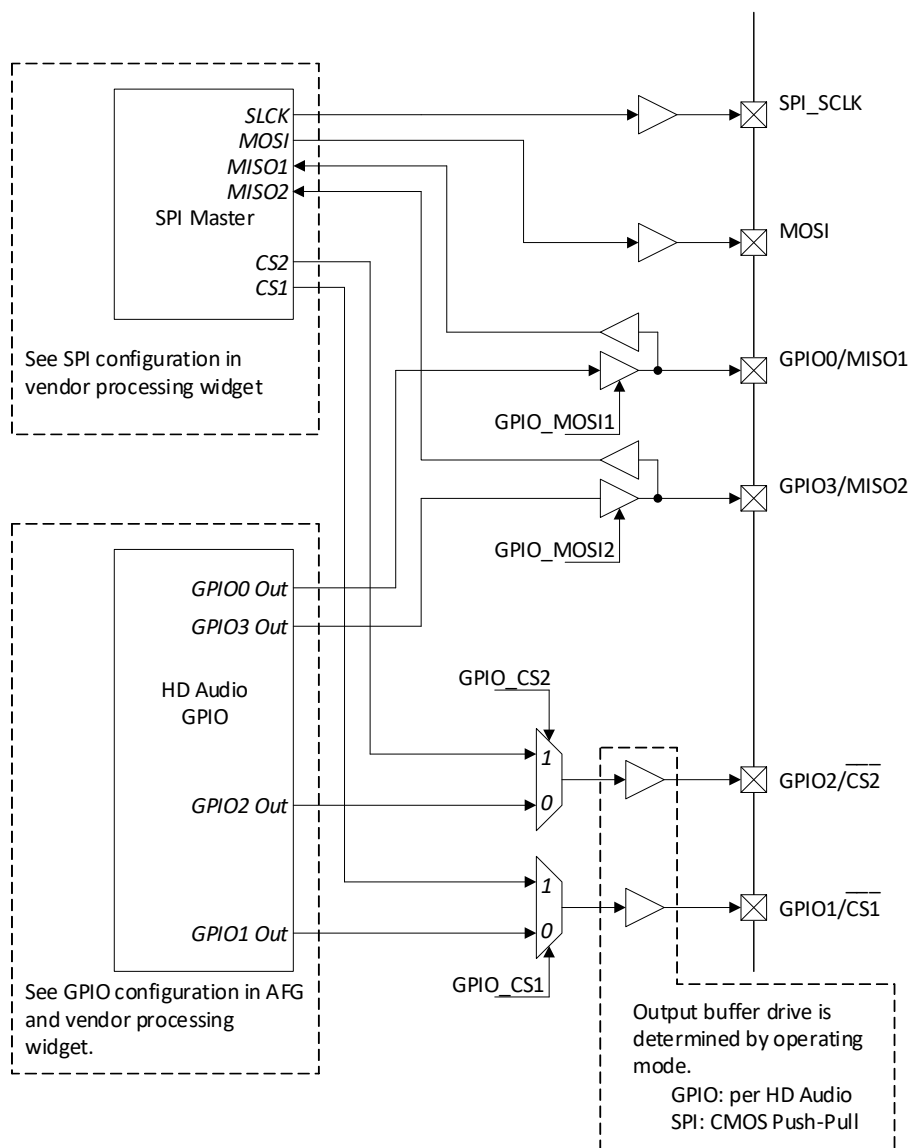 SPI_SCLK
SLCK
MOSI
MISO1
MISO2
SPI Master
CS2
CS1
MOSI
See SPI configuration in
vendor processing widget
GPIO0/MISO1
GPIO_MOSI1
GPIO3/MISO2
GPIO_MOSI2
GPIO0 Out
GPIO3 Out
HD Audio
GPIO
GPIO_CS2
1
0
GPIO2 Out
GPIO2/CS2
1
0
GPIO1 Out
GPIO1/CS1
GPIO_CS1
See GPIO configuration in AFG
and vendor processing
widget.
Output buffer drive is
determined by operating
mode.
GPIO: per HD Audio
SPI: CMOS Push-Pull